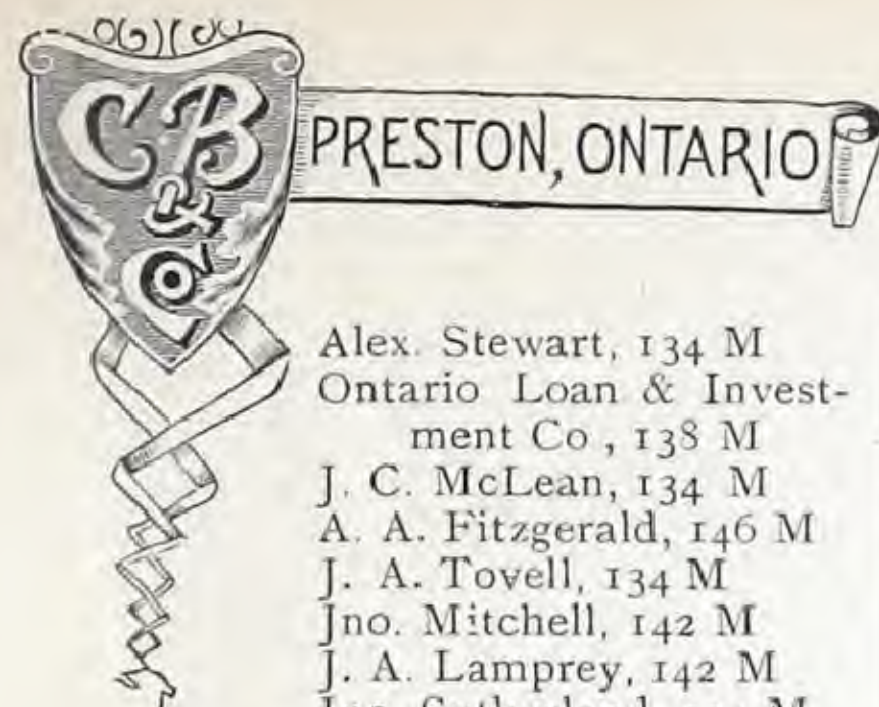 CB
& Co
PRESTON, ONTARIO
Alex. Stewart, 134 M
Ontario Loan & Invest-
ment Co , 138 M
J. C. McLean, 134 M
A. A. Fitzgerald, 146 M
J. A. Tovell, 134 M
Jno. Mitchell, 142 M
J. A. Lamprey, 142 M